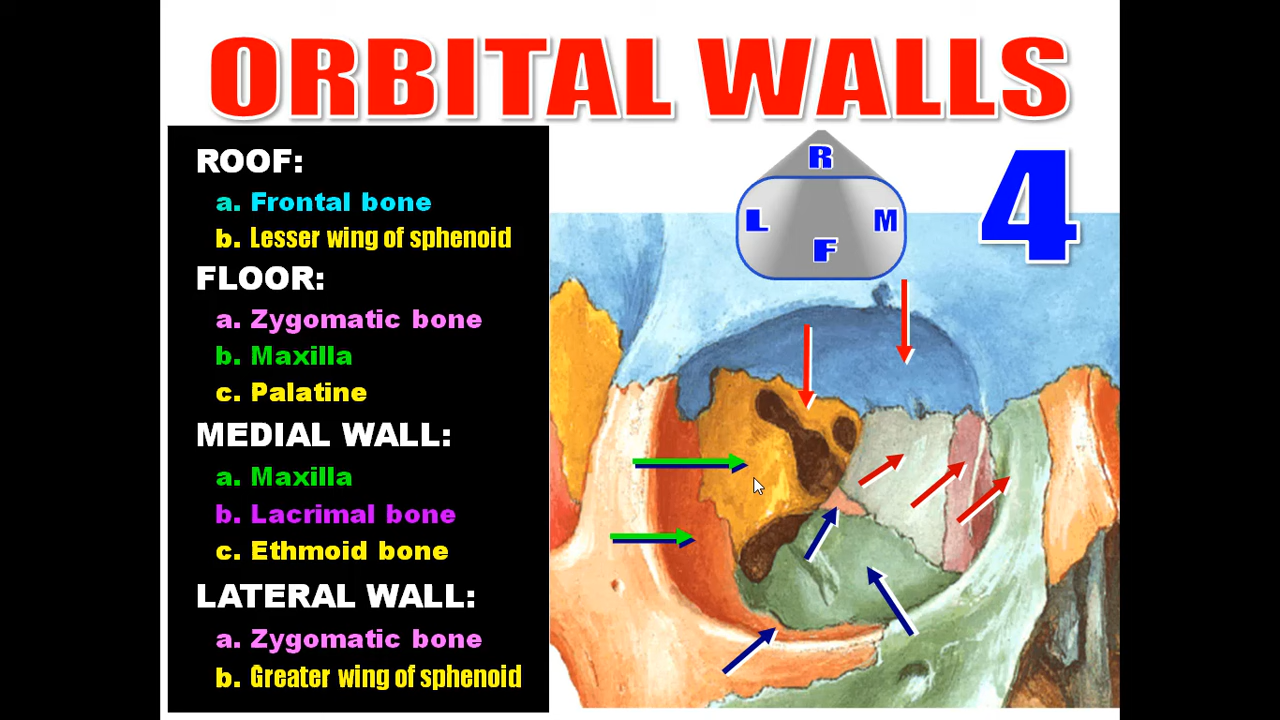 ORBITAL WALLS
ROOF:
a. Frontal bone
b. Lesser wing of sphenoid
FLOOR:
a. Zygomatic bone
b. Maxilla
c. Palatine
MEDIAL WALL:
a. Maxilla
b. Lacrimal bone
c. Ethmoid bone
LATERAL WALL:
a. Zygomatic bone
b. Greater wing of sphenoid
R
L M
F
4